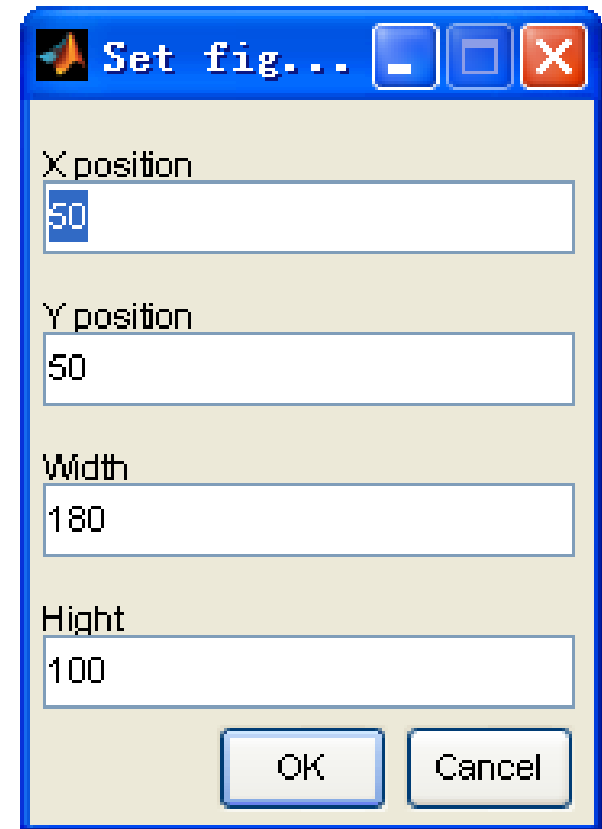 Set fig...
X position
50
Y position
50
Width
180
Hight
100
OK Cancel